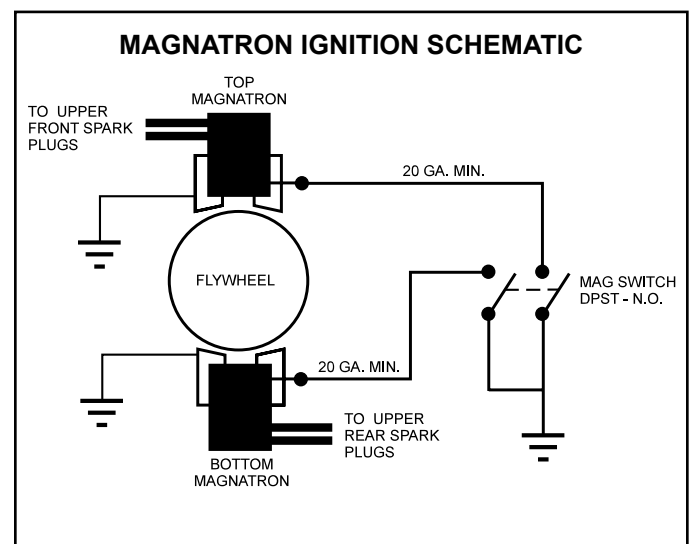 MAGNATRON IGNITION SCHEMATIC
TOP
MAGNATRON
TO UPPER
FRONT SPARK
PLUGS
20 GA. MIN.
FLYWHEEL
MAG SWITCH
DPST - N.O.
20 GA. MIN.
TO UPPER
REAR SPARK
PLUGS
BOTTOM
MAGNATRON